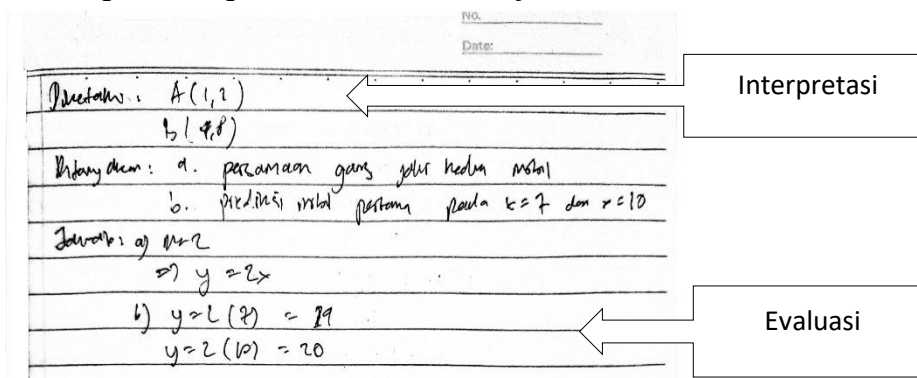 No.
Date:
Interpretasi
Diketahui : A(1,2)
b(4,8)
Ditanyakan : a. persamaan garis jalur kedua mobil
b. prediksi mobil pertama pada x=7 dan x=10
Jawab : a) m=2
=> y =2x
b) y=2(7) = 14
y=2(10) = 20
Evaluasi